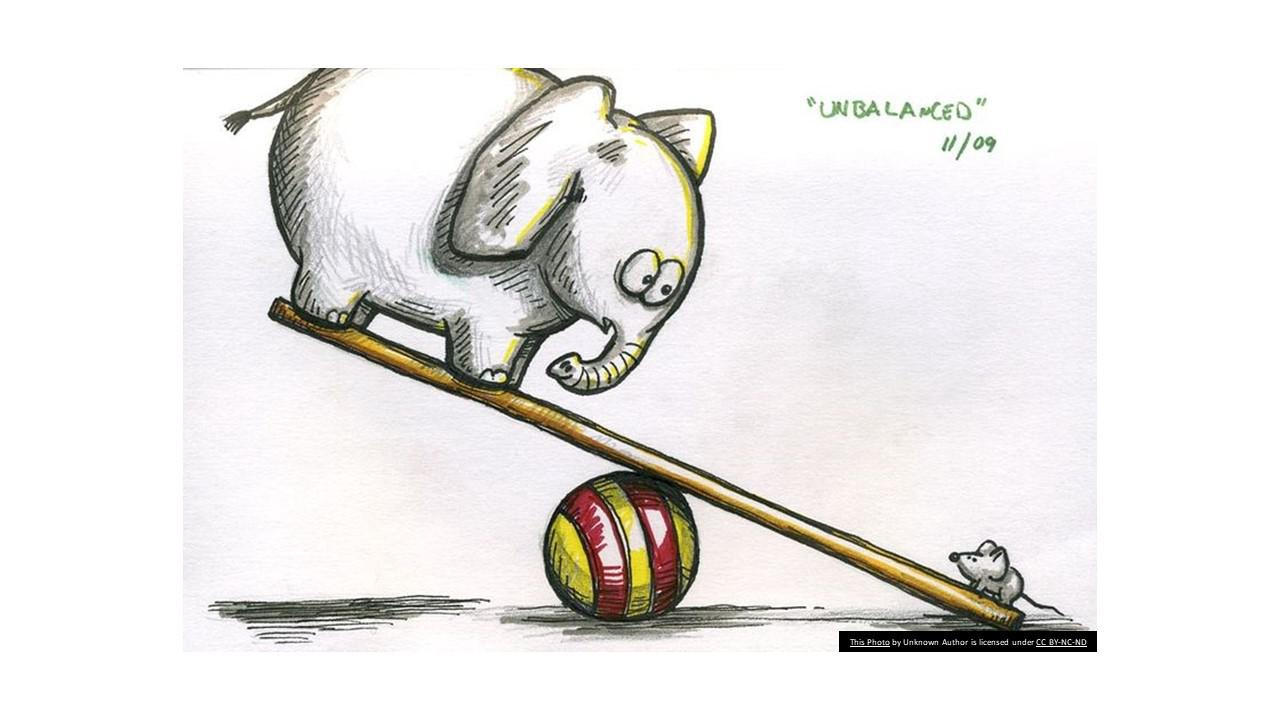 "UNBALANCED"
11/09
This Photo by Unknown Author is licensed under CC BY-NC-ND